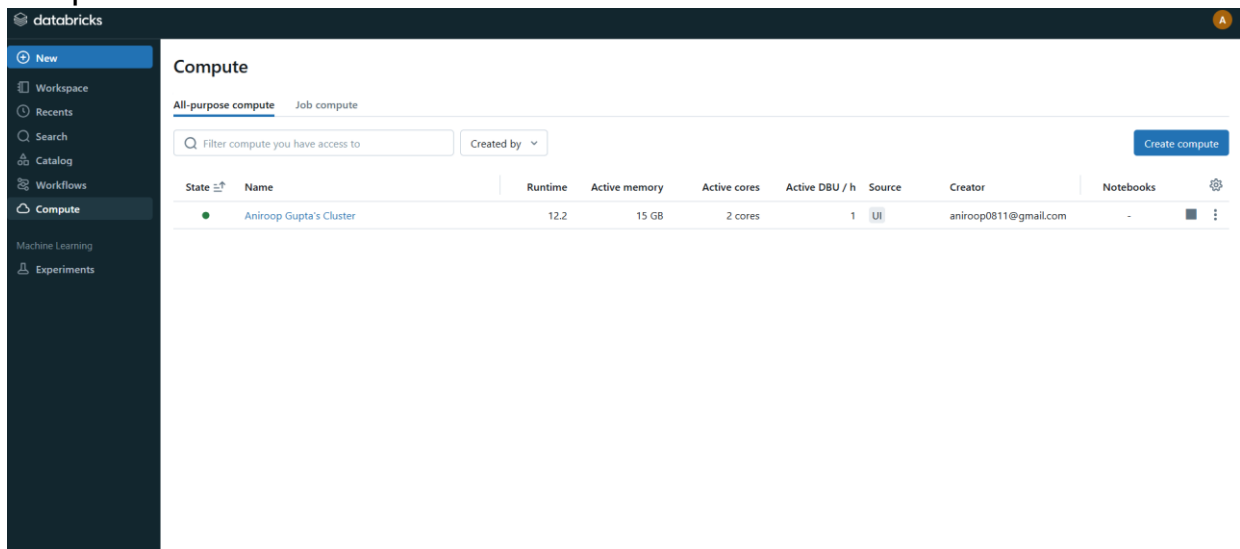 databricks
A
New
Workspace
Recents
Search
Catalog
Workflows
Compute
Machine Learning
Experiments
Compute
All-purpose compute Job compute
Filter compute you have access to Created by Create compute
State Name Runtime Active memory Active cores Active DBU / h Source Creator Notebooks
Aniroop Gupta's Cluster 12.2 15 GB 2 cores 1 UI aniroop0811@gmail.com -